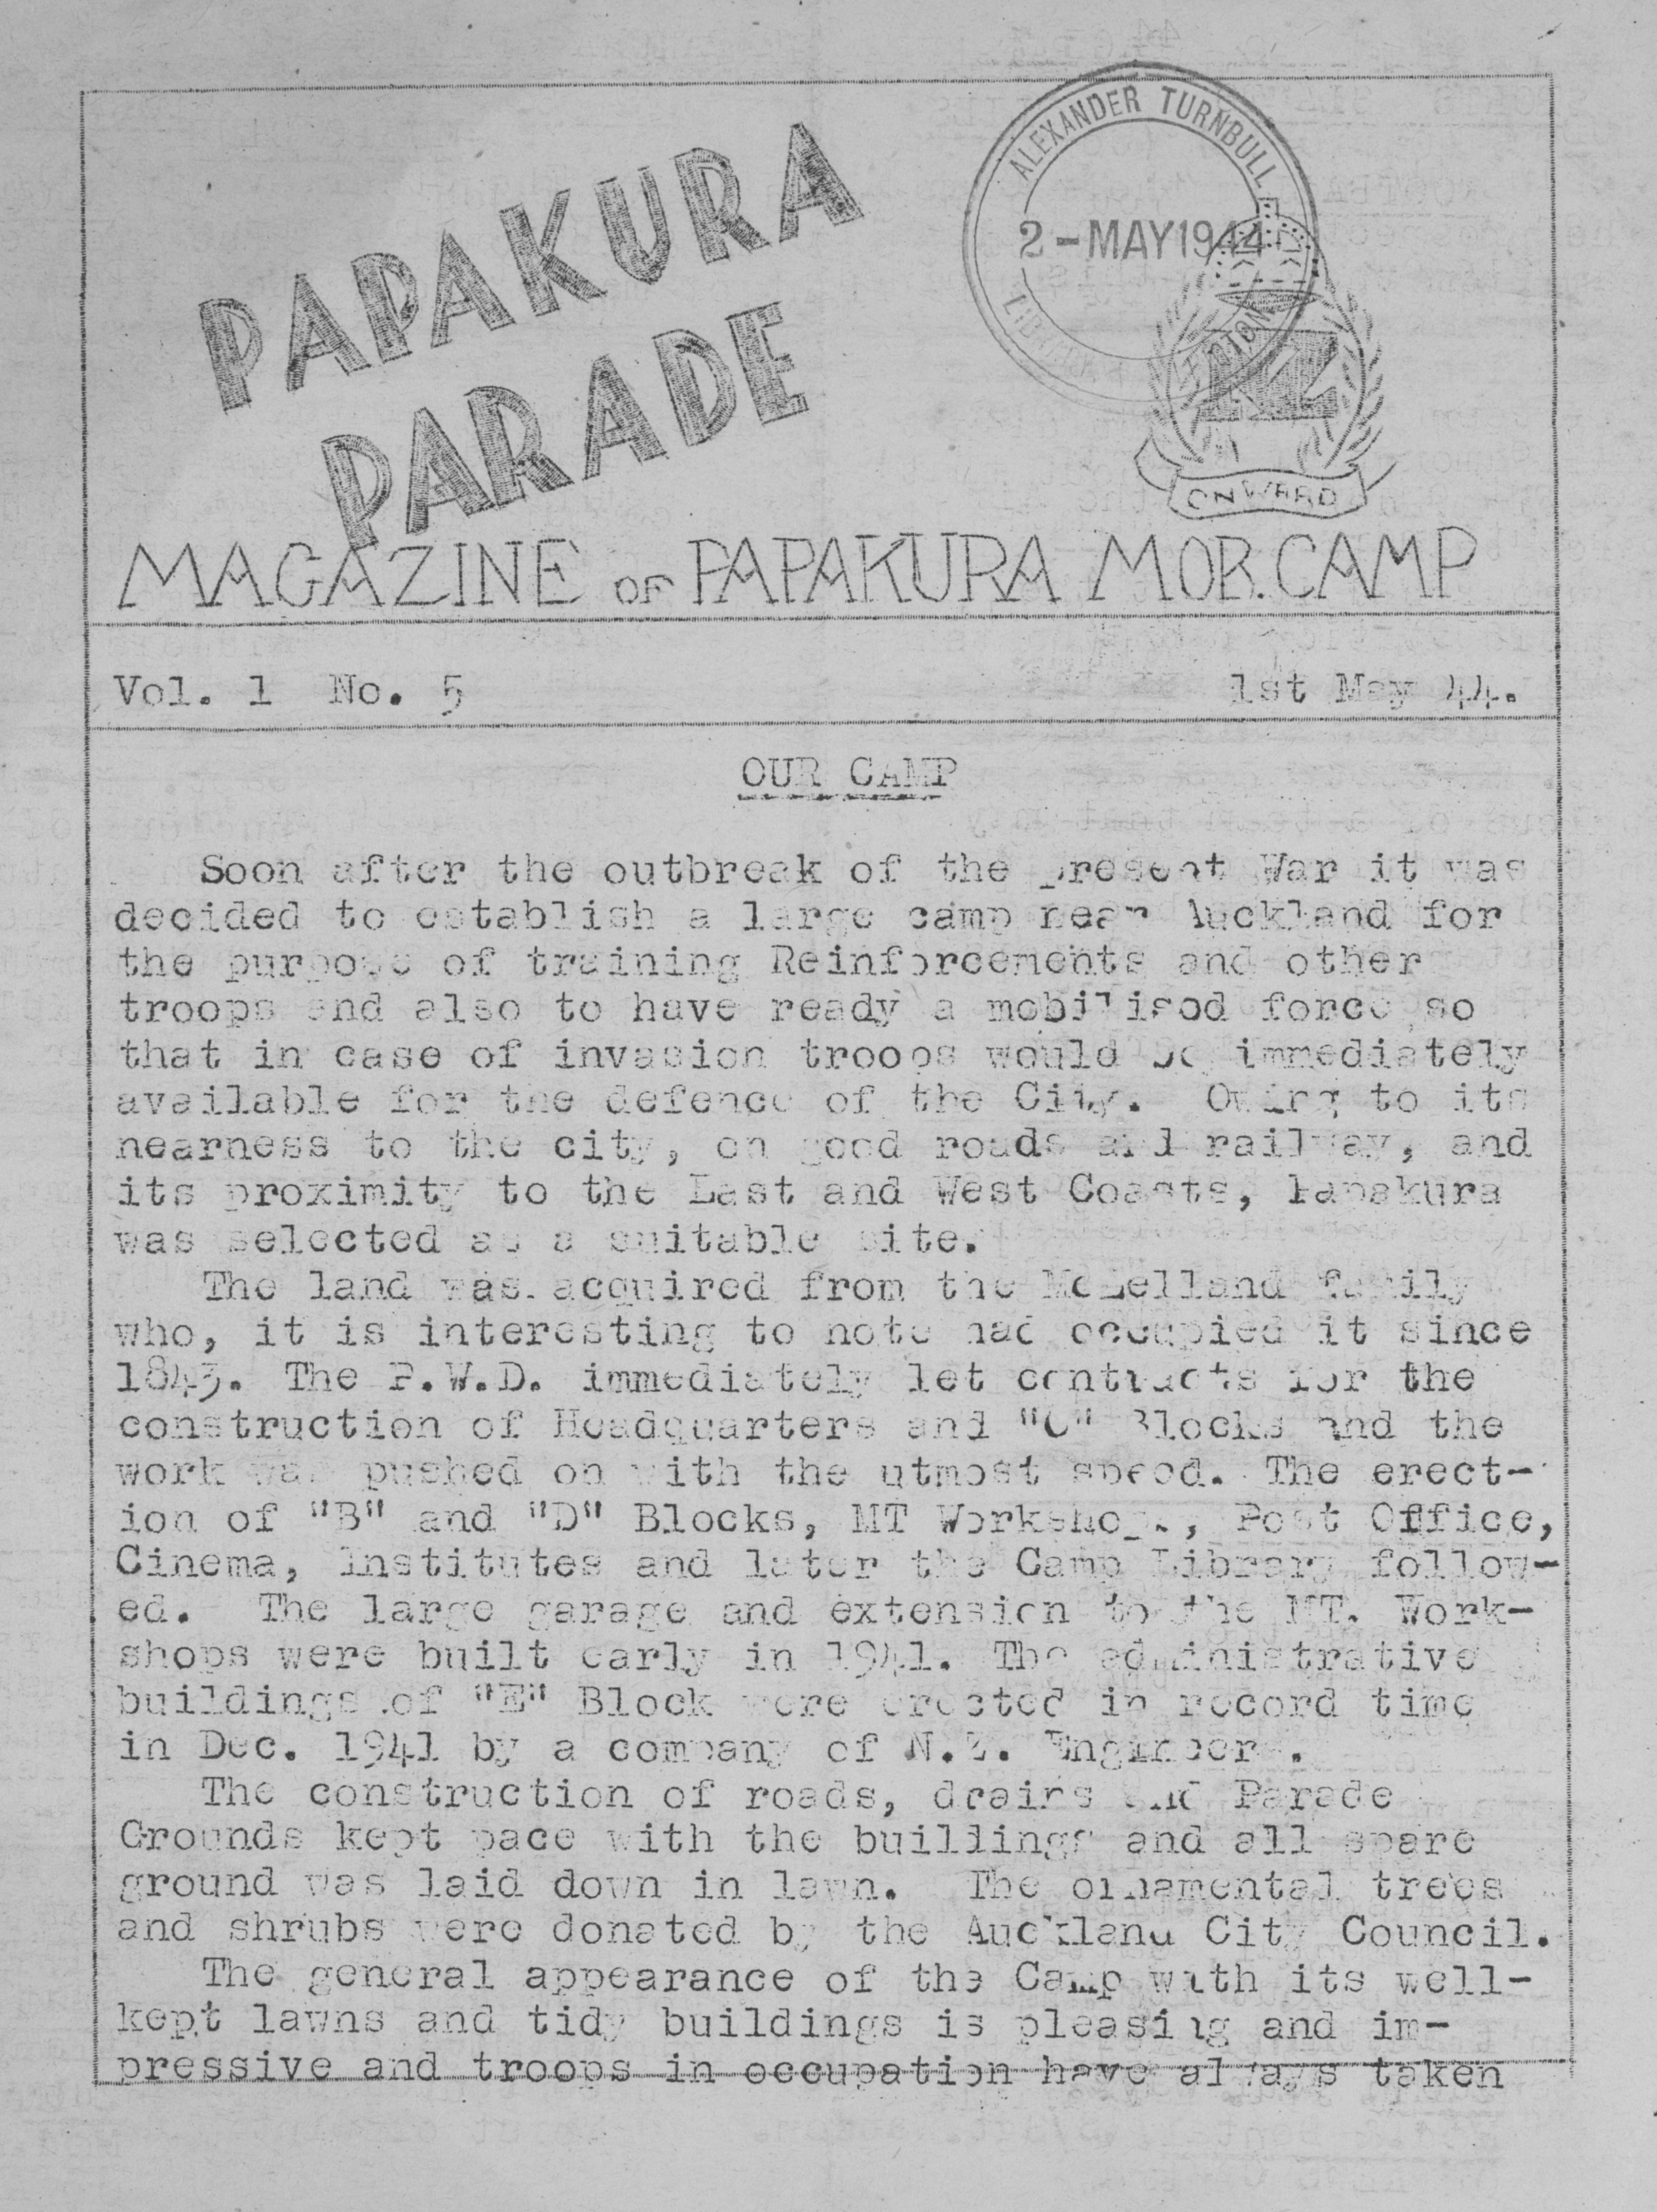 PAPAKURA
PARADE
ALEXANDER TURNBULL
2-MAY1944
NZ
ONWARD
MAGAZINE OF PAPAKURA MOB. CAMP
Vol. 1 No. 5 1st May 44.
OUR CAMP
Soon after the outbreak of the present War it was
decided to establish a large camp near Auckland for
the purpose of training Reinforcements and other
troops and also to have ready a mobilised force so
that in case of invasion troops would be immediately
available for the defence of the City. Owing to its
nearness to the city, on good roads and railway, and
its proximity to the East and West Coasts, Papakura
was selected as a suitable site.
The land was acquired from the McLelland family
who, it is interesting to note had occupied it since
1843. The P.W.D. immediately let contracts for the
construction of Headquarters and "C" Blocks and the
work was pushed on with the utmost speed. The erect-
ion of "B" and "D" Blocks, MT Workshops, Post Office,
Cinema, Institutes and later the Camp Library follow-
ed. The large garage and extension to the MT. Work-
shops were built early in 1941. The administrative
buildings of "E" Block were erected in record time
in Dec. 1941 by a company of N.Z. Engineers.
The construction of roads, drains and Parade
Grounds kept pace with the buildings and all spare
ground was laid down in lawn. The ornamental trees
and shrubs were donated by the Auckland City Council.
The general appearance of the Camp with its well-
kept lawns and tidy buildings is pleasing and im-
pressive and troops in occupation have always taken